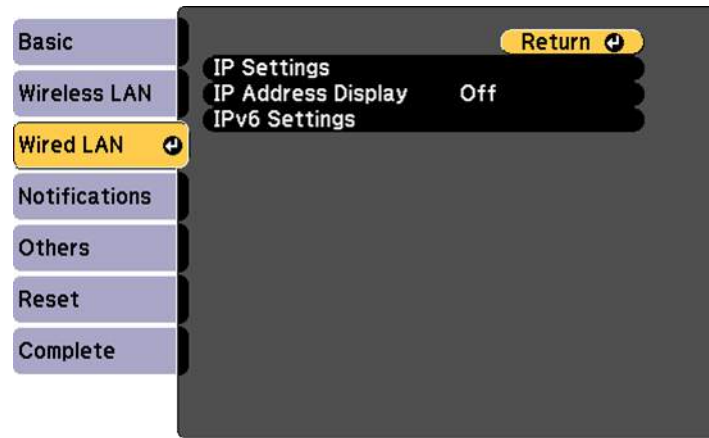 Basic
Wireless LAN
Wired LAN
Notifications
Others
Reset
Complete
Return
IP Settings
IP Address Display Off
IPv6 Settings